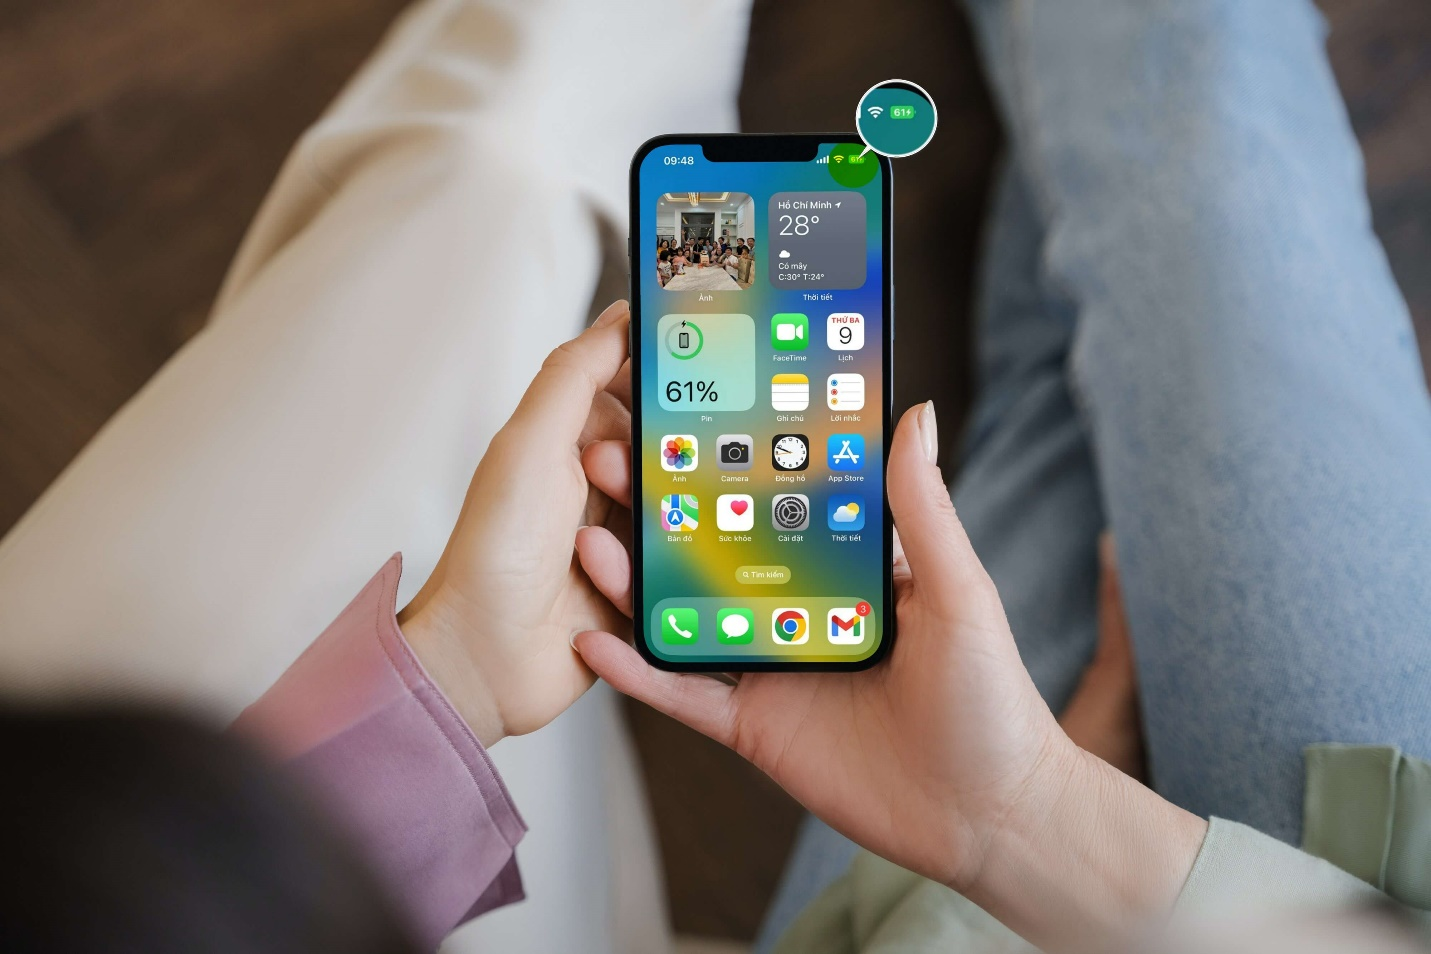 61
09:48
61
Hồ Chí Minh
28°
Có mây
C:30° T:24°
Ảnh
Thời tiết
61%
Pin
FaceTime
THỨ BA
9
Lịch
Ghi chú
Lời nhắc
Ảnh
Camera
Đồng hồ
App Store
Bản đồ
Sức khỏe
Cài đặt
Thời tiết
Tìm kiếm
3